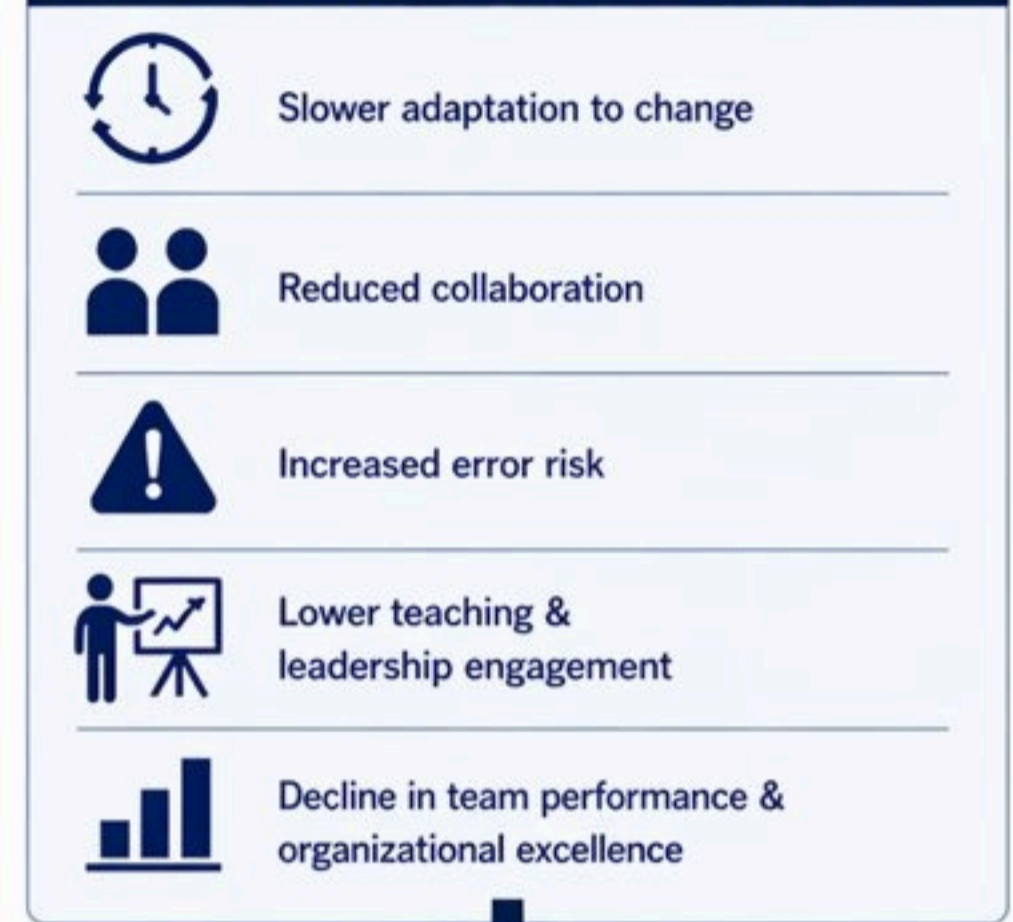 Slower adaptation to change
Reduced collaboration
Increased error risk
Lower teaching &
leadership engagement
Decline in team performance &
organizational excellence